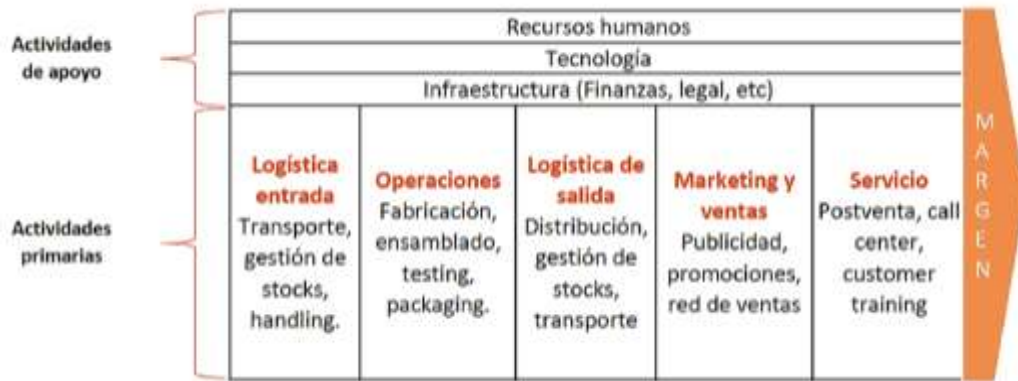 Actividades
de apoyo
Recursos humanos
Tecnología
Infraestructura (Finanzas, legal, etc)
Actividades
primarias
Logística
entrada
Transporte,
gestión de
stocks,
handling.
Operaciones
Fabricación,
ensamblado,
testing,
packaging.
Logística de
salida
Distribución,
gestión de
stocks,
transporte
Marketing y
ventas
Publicidad,
promociones,
red de ventas
Servicio
Postventa, call
center,
customer
training
MARGEN